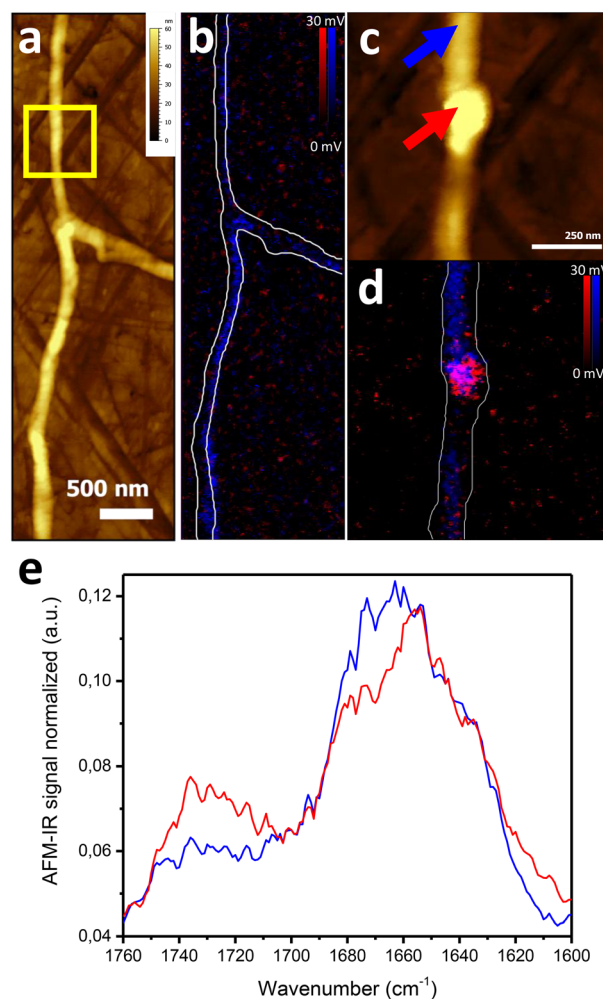 a
nm
60
50
40
30
20
10
0
500 nm
b
30 mV
0 mV
c
250 nm
d
30 mV
0 mV
e
AFM-IR signal normalized (a.u.)
0,12
0,10
0,08
0,06
0,04
1760 1740 1720 1700 1680 1660 1640 1620 1600
Wavenumber (cm⁻¹)